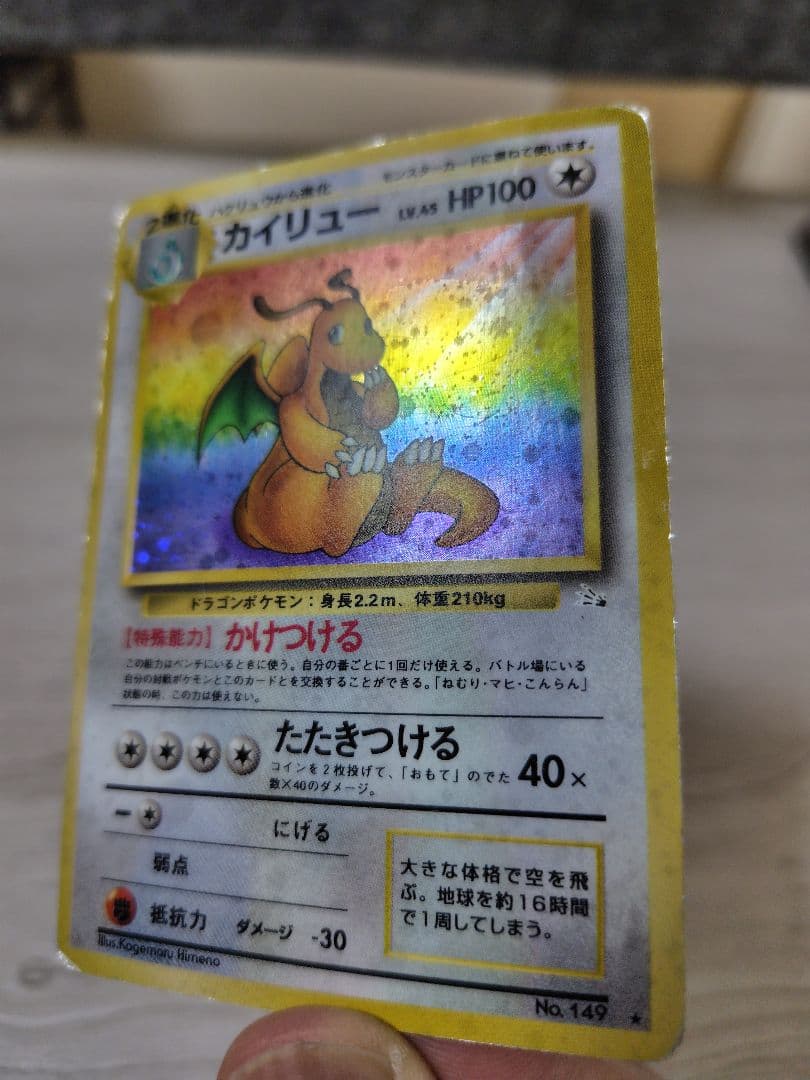 モンスターカードに重ねて使います。
2進化 ハクリュウから進化
カイリュー LV.45 HP100
ドラゴンポケモン：身長2.2m、体重210kg
【特殊能力】かけつける
この能力はベンチにいるときに使う。自分の番ごとに1回だけ使える。バトル場にいる
自分の対戦ポケモンとこのカードとを交換することができる。「ねむり・マヒ・こんらん」
状態の時、この力は使えない。
たたきつける
コインを2枚投げて、「おもて」のでた
数×40のダメージ。
40×
ー にげる
弱点
抵抗力 ダメージ -30
大きな体格で空を飛
ぶ。地球を約16時間
で1周してしまう。
Illus.Kagemaru Himeno
No. 149 ★